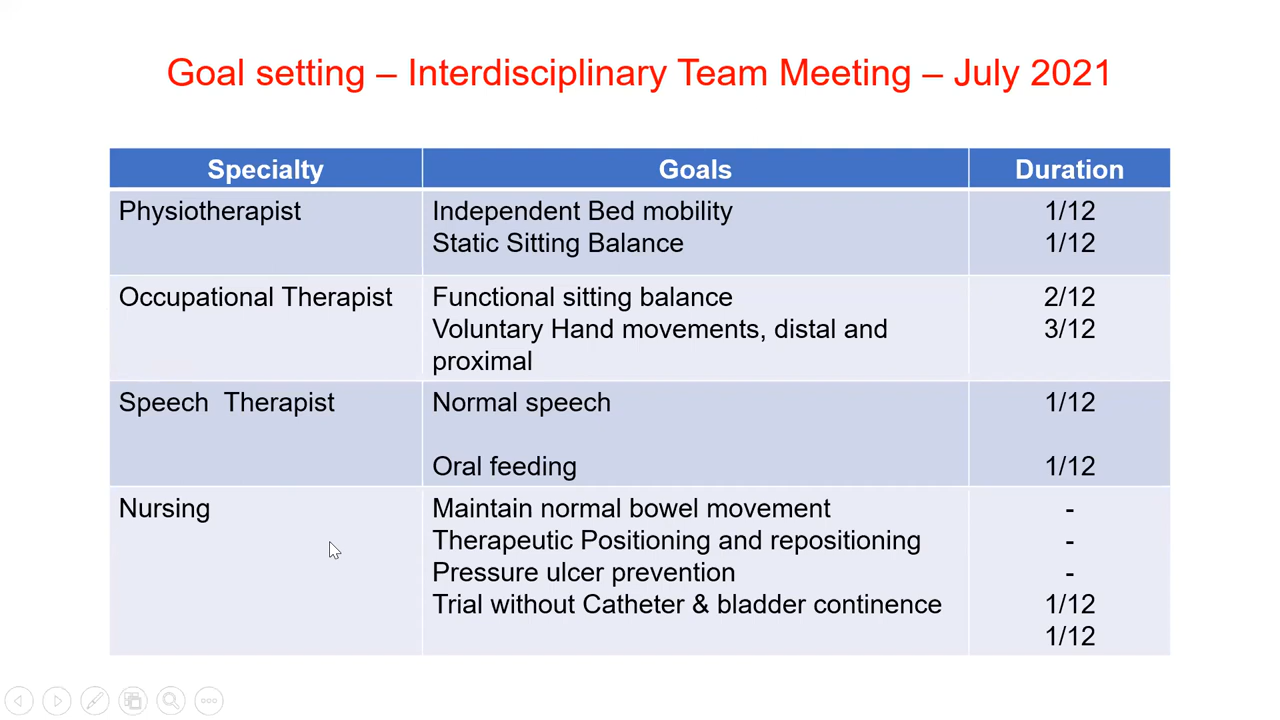 Goal setting – Interdisciplinary Team Meeting – July 2021
Specialty Goals Duration
Physiotherapist Independent Bed mobility 1/12
Static Sitting Balance 1/12
Occupational Therapist Functional sitting balance 2/12
Voluntary Hand movements, distal and 3/12
proximal
Speech Therapist Normal speech 1/12
Oral feeding 1/12
Nursing Maintain normal bowel movement -
Therapeutic Positioning and repositioning -
Pressure ulcer prevention -
Trial without Catheter & bladder continence 1/12
1/12